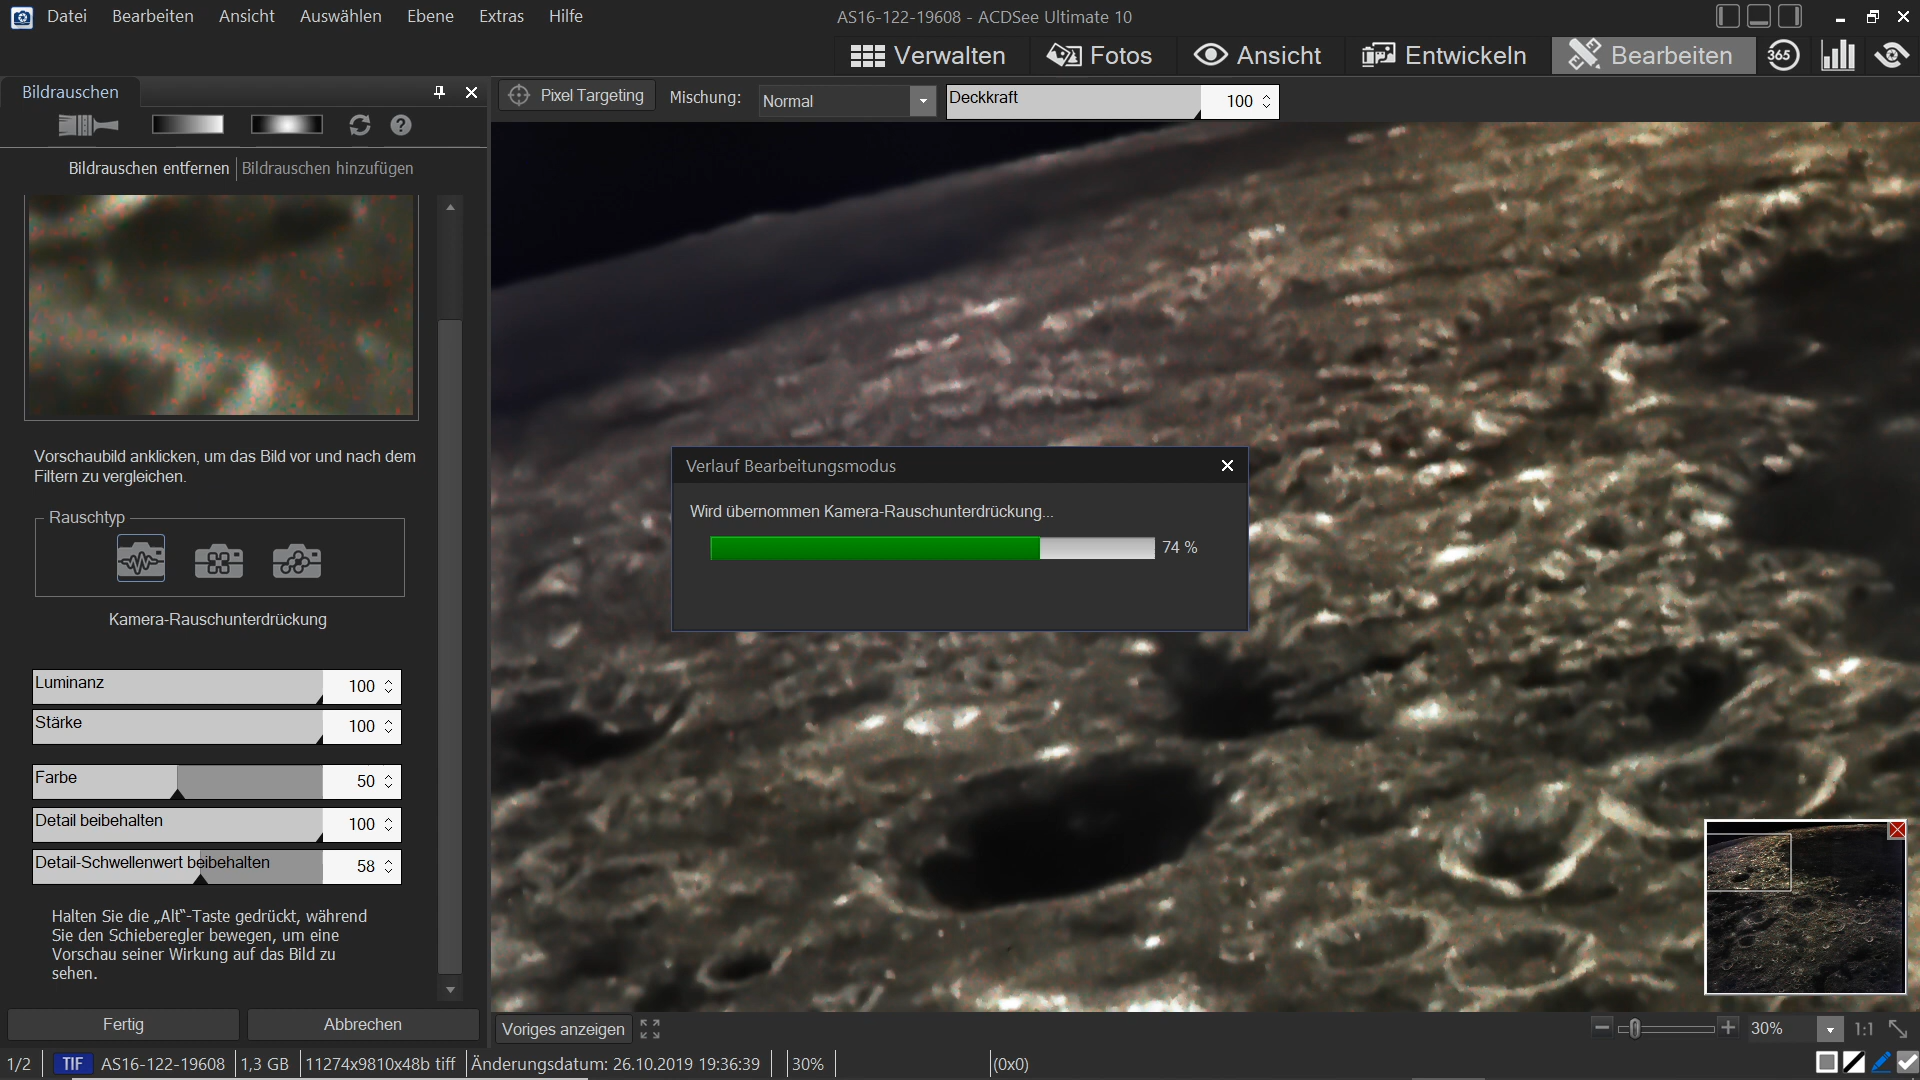 Datei Bearbeiten Ansicht Auswählen Ebene Extras Hilfe
AS16-122-19608 - ACDSee Ultimate 10
Verwalten Fotos Ansicht Entwickeln Bearbeiten 365
Bildrauschen
Pixel Targeting Mischung: Normal Deckkraft 100
Bildrauschen entfernen Bildrauschen hinzufügen
Vorschaubild anklicken, um das Bild vor und nach dem
Filtern zu vergleichen.
Rauschtyp
Kamera-Rauschunterdrückung
Luminanz 100
Stärke 100
Farbe 50
Detail beibehalten 100
Detail-Schwellenwert beibehalten 58
Halten Sie die „Alt“-Taste gedrückt, während
Sie den Schieberegler bewegen, um eine
Vorschau seiner Wirkung auf das Bild zu
sehen.
Fertig Abbrechen
Verlauf Bearbeitungsmodus
Wird übernommen Kamera-Rauschunterdrückung...
74 %
Voriges anzeigen
30% 1:1
1/2 TIF AS16-122-19608 1,3 GB 11274x9810x48b tiff Änderungsdatum: 26.10.2019 19:36:39 30% (0x0)